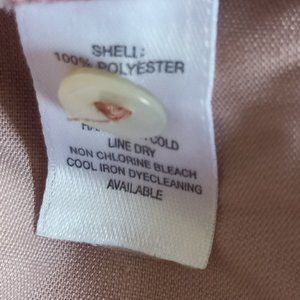 SHELL:
100% POLYESTER
COLD
LINE DRY
NON CHLORINE BLEACH
COOL IRON DYECLEANING
AVAILABLE